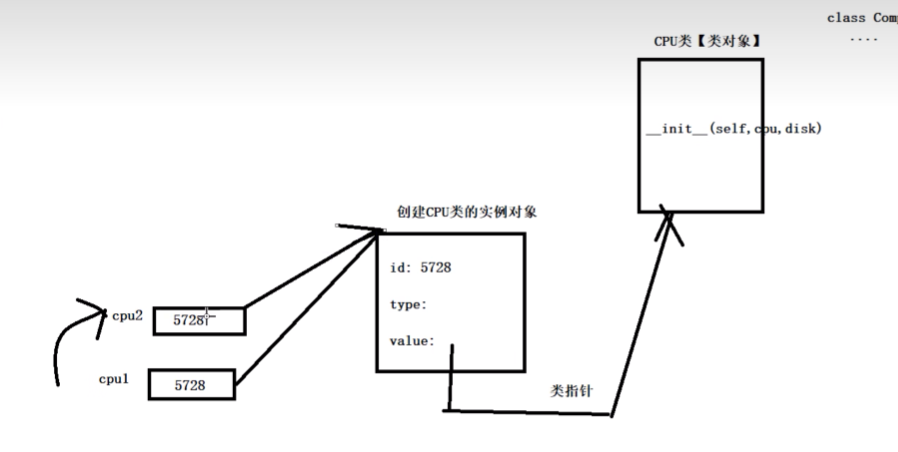 class Com
....
CPU类【类对象】
__init__(self,cpu,disk)
创建CPU类的实例对象
id: 5728
type:
value:
cpu2
5728
cpu1
5728
类指针